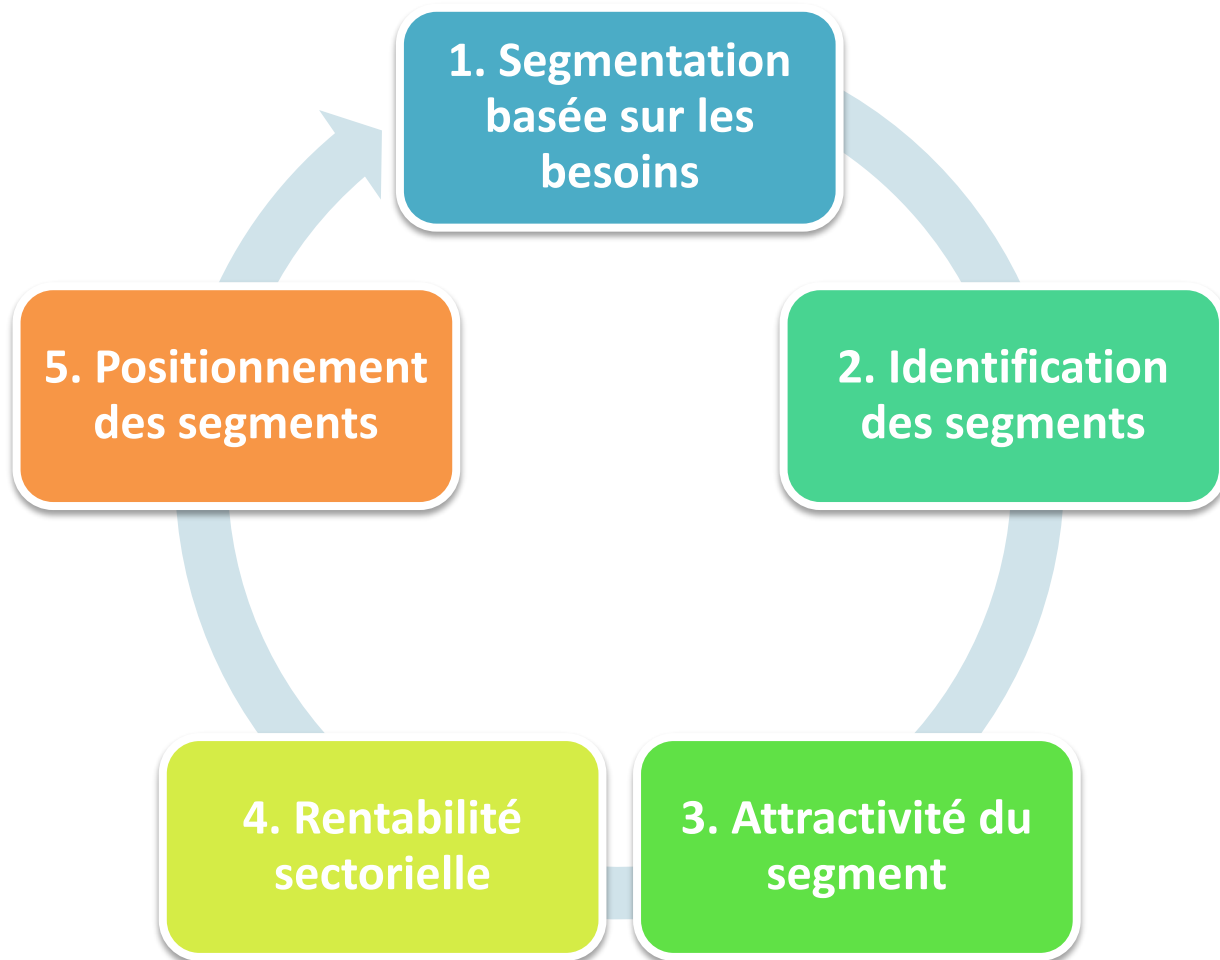 1. Segmentation
basée sur les
besoins
2. Identification
des segments
3. Attractivité du
segment
4. Rentabilité
sectorielle
5. Positionnement
des segments